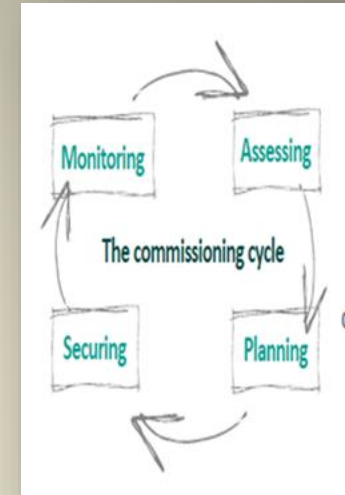 Monitoring
Assessing
The commissioning cycle
Securing
Planning